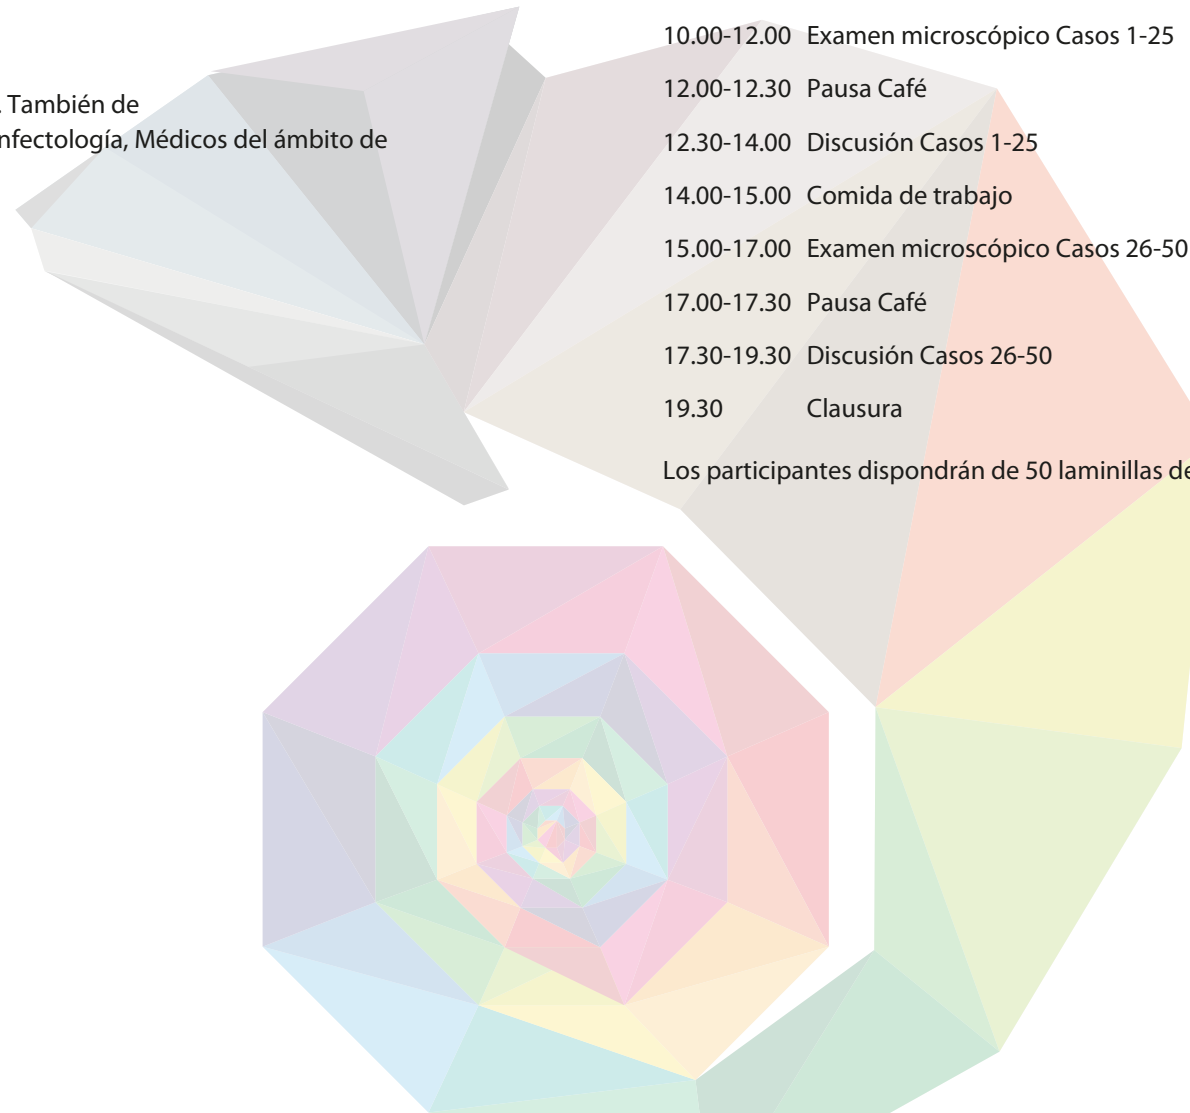 . También de
nfectología, Médicos del ámbito de
10.00-12.00 Examen microscópico Casos 1-25
12.00-12.30 Pausa Café
12.30-14.00 Discusión Casos 1-25
14.00-15.00 Comida de trabajo
15.00-17.00 Examen microscópico Casos 26-50
17.00-17.30 Pausa Café
17.30-19.30 Discusión Casos 26-50
19.30 Clausura
Los participantes dispondrán de 50 laminillas de